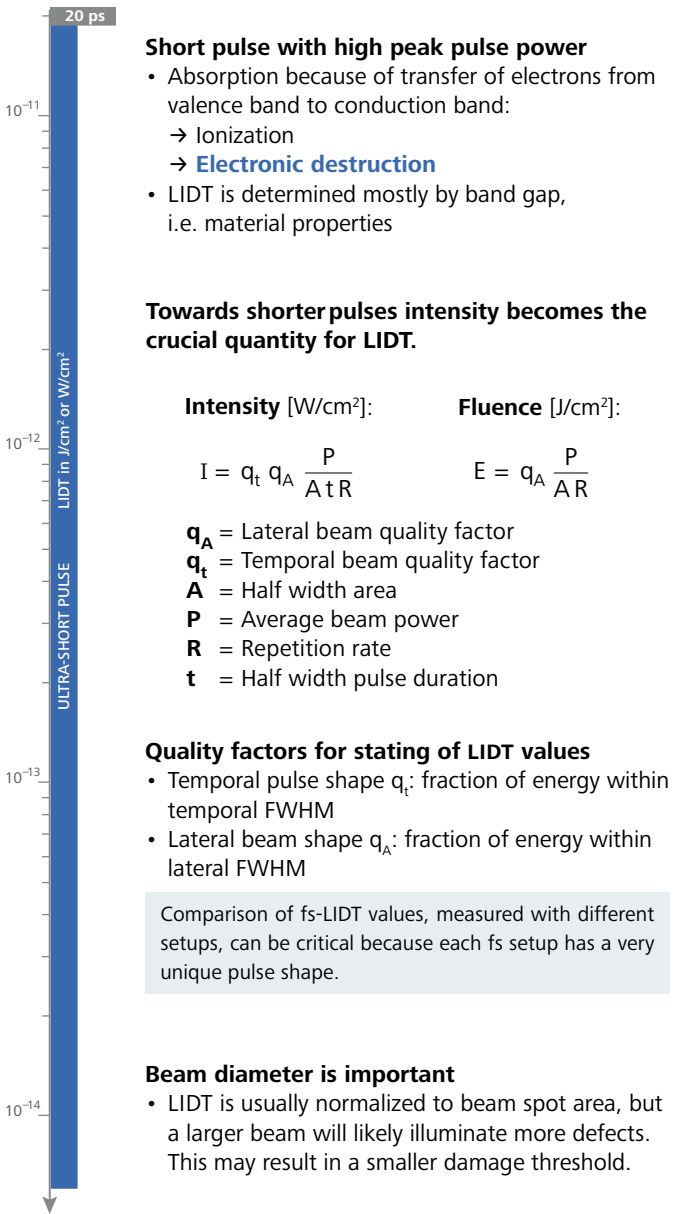 20 ps
10⁻¹¹
10⁻¹²
10⁻¹³
10⁻¹⁴
LIDT in J/cm² or W/cm²
ULTRA-SHORT PULSE
Short pulse with high peak pulse power
• Absorption because of transfer of electrons from
valence band to conduction band:
→ Ionization
→ Electronic destruction
• LIDT is determined mostly by band gap,
i.e. material properties
Towards shorter pulses intensity becomes the
crucial quantity for LIDT.
Intensity [W/cm²]: Fluence [J/cm²]:
I = q_t q_A P / (A t R) E = q_A P / (A R)
q_A = Lateral beam quality factor
q_t = Temporal beam quality factor
A = Half width area
P = Average beam power
R = Repetition rate
t = Half width pulse duration
Quality factors for stating of LIDT values
• Temporal pulse shape q_t: fraction of energy within
temporal FWHM
• Lateral beam shape q_A: fraction of energy within
lateral FWHM
Comparison of fs-LIDT values, measured with different
setups, can be critical because each fs setup has a very
unique pulse shape.
Beam diameter is important
• LIDT is usually normalized to beam spot area, but
a larger beam will likely illuminate more defects.
This may result in a smaller damage threshold.